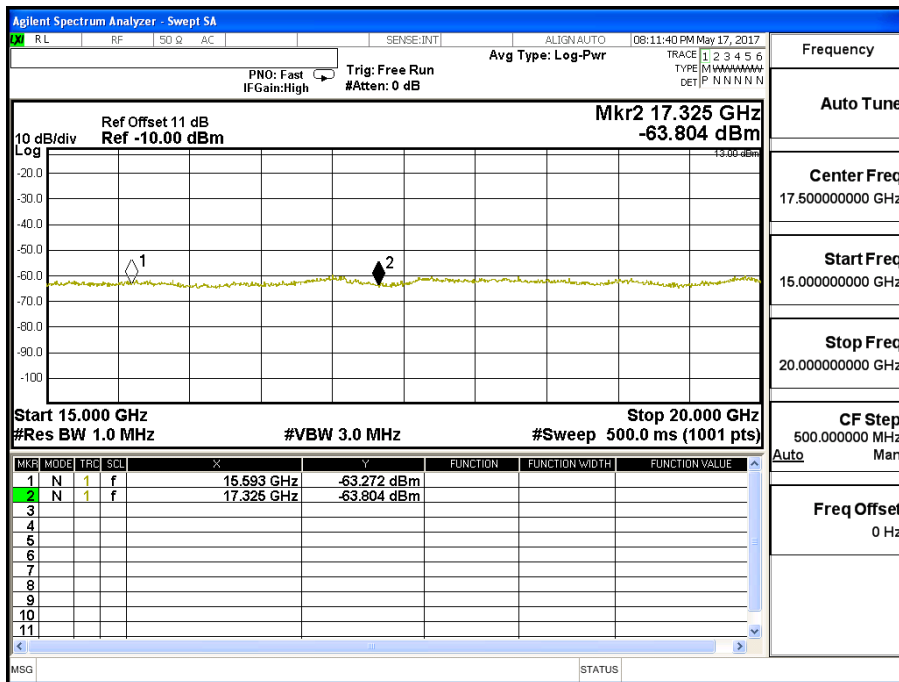 Agilent Spectrum Analyzer - Swept SA
LXI RL RF 50 Ω AC SENSE:INT ALIGN AUTO 08:11:40 PM May 17, 2017
Frequency
Avg Type: Log-Pwr TRACE 1 2 3 4 5 6
PNO: Fast Trig: Free Run TYPE M WWWWW
IFGain:High #Atten: 0 dB DET P N N N N N
Auto Tune
Ref Offset 11 dB Mkr2 17.325 GHz
10 dB/div Ref -10.00 dBm -63.804 dBm
Log
-20.0
-30.0
-40.0
-50.0
-60.0
-70.0
-80.0
-90.0
-100
13.00 dBm
1
2
Center Freq
17.500000000 GHz
Start Freq
15.000000000 GHz
Stop Freq
20.000000000 GHz
Start 15.000 GHz Stop 20.000 GHz
#Res BW 1.0 MHz #VBW 3.0 MHz #Sweep 500.0 ms (1001 pts)
CF Step
500.000000 MHz
Auto Man
MKR MODE TRC SCL X Y FUNCTION FUNCTION WIDTH FUNCTION VALUE
1 N 1 f 15.593 GHz -63.272 dBm
2 N 1 f 17.325 GHz -63.804 dBm
3
4
5
6
7
8
9
10
11
Freq Offset
0 Hz
MSG STATUS